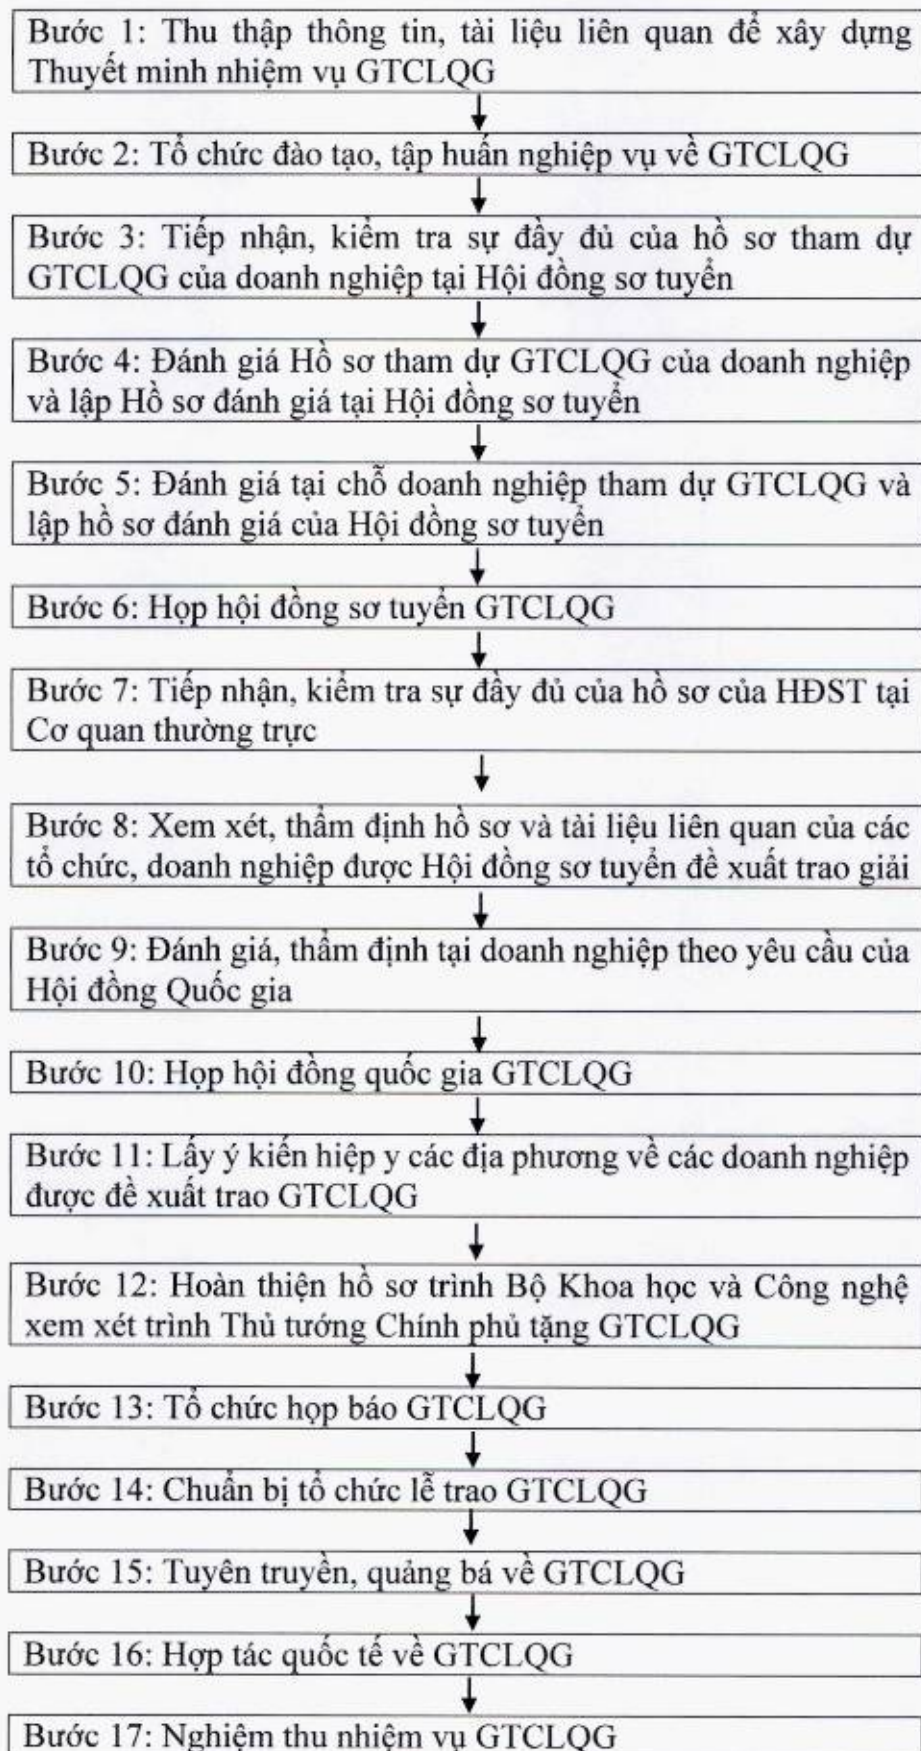 Bước 1: Thu thập thông tin, tài liệu liên quan để xây dựng
Thuyết minh nhiệm vụ GTCLQG
Bước 2: Tổ chức đào tạo, tập huấn nghiệp vụ về GTCLQG
Bước 3: Tiếp nhận, kiểm tra sự đầy đủ của hồ sơ tham dự
GTCLQG của doanh nghiệp tại Hội đồng sơ tuyển
Bước 4: Đánh giá Hồ sơ tham dự GTCLQG của doanh nghiệp
và lập Hồ sơ đánh giá tại Hội đồng sơ tuyển
Bước 5: Đánh giá tại chỗ doanh nghiệp tham dự GTCLQG và
lập hồ sơ đánh giá của Hội đồng sơ tuyển
Bước 6: Họp hội đồng sơ tuyển GTCLQG
Bước 7: Tiếp nhận, kiểm tra sự đầy đủ của hồ sơ của HĐST tại
Cơ quan thường trực
Bước 8: Xem xét, thẩm định hồ sơ và tài liệu liên quan của các
tổ chức, doanh nghiệp được Hội đồng sơ tuyển đề xuất trao giải
Bước 9: Đánh giá, thẩm định tại doanh nghiệp theo yêu cầu của
Hội đồng Quốc gia
Bước 10: Họp hội đồng quốc gia GTCLQG
Bước 11: Lấy ý kiến hiệp y các địa phương về các doanh nghiệp
được đề xuất trao GTCLQG
Bước 12: Hoàn thiện hồ sơ trình Bộ Khoa học và Công nghệ
xem xét trình Thủ tướng Chính phủ tặng GTCLQG
Bước 13: Tổ chức họp báo GTCLQG
Bước 14: Chuẩn bị tổ chức lễ trao GTCLQG
Bước 15: Tuyên truyền, quảng bá về GTCLQG
Bước 16: Hợp tác quốc tế về GTCLQG
Bước 17: Nghiệm thu nhiệm vụ GTCLQG